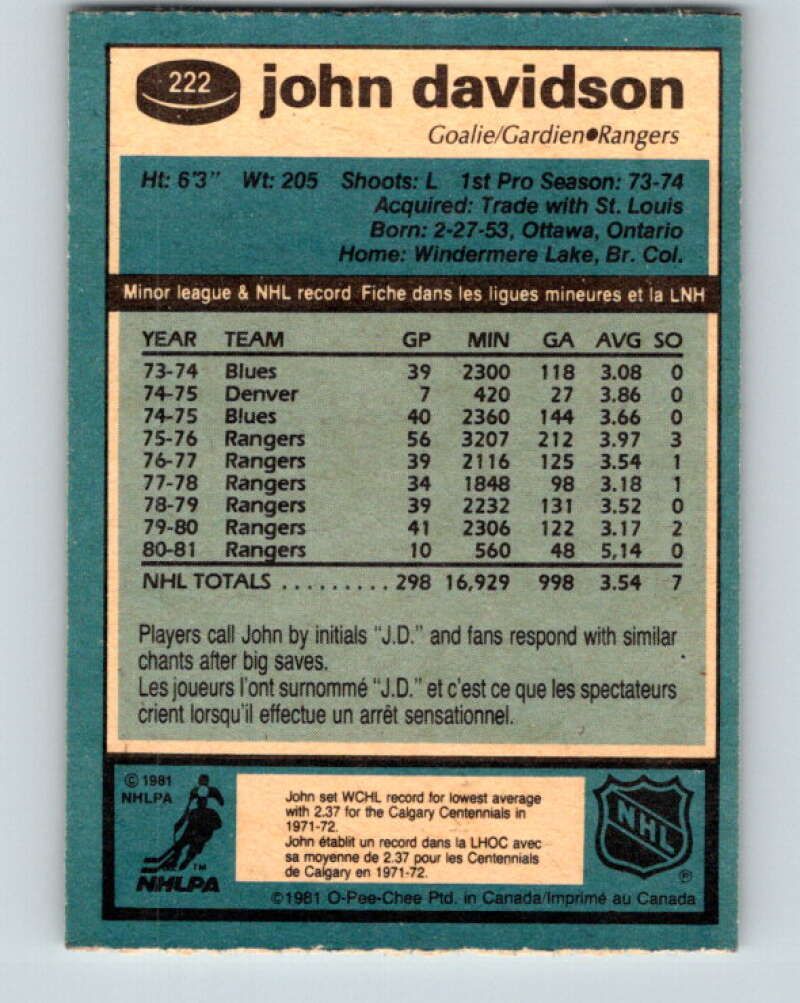 222 john davidson
Goalie/Gardien●Rangers
Ht: 6'3" Wt: 205 Shoots: L 1st Pro Season: 73-74
Acquired: Trade with St. Louis
Born: 2-27-53, Ottawa, Ontario
Home: Windermere Lake, Br. Col.
Minor league & NHL record Fiche dans les ligues mineures et la LNH
YEAR TEAM GP MIN GA AVG SO
73-74 Blues 39 2300 118 3.08 0
74-75 Denver 7 420 27 3.86 0
74-75 Blues 40 2360 144 3.66 0
75-76 Rangers 56 3207 212 3.97 3
76-77 Rangers 39 2116 125 3.54 1
77-78 Rangers 34 1848 98 3.18 1
78-79 Rangers 39 2232 131 3.52 0
79-80 Rangers 41 2306 122 3.17 2
80-81 Rangers 10 560 48 5,14 0
NHL TOTALS ......... 298 16,929 998 3.54 7
Players call John by initials "J.D." and fans respond with similar
chants after big saves.
Les joueurs l'ont surnommé "J.D." et c'est ce que les spectateurs
crient lorsqu'il effectue un arrêt sensationnel.
© 1981
NHLPA
TM
NHLPA
John set WCHL record for lowest average
with 2.37 for the Calgary Centennials in
1971-72.
John établit un record dans la LHOC avec
sa moyenne de 2.37 pour les Centennials
de Calgary en 1971-72.
NHL
©1981 O-Pee-Chee Ptd. in Canada/Imprimé au Canada